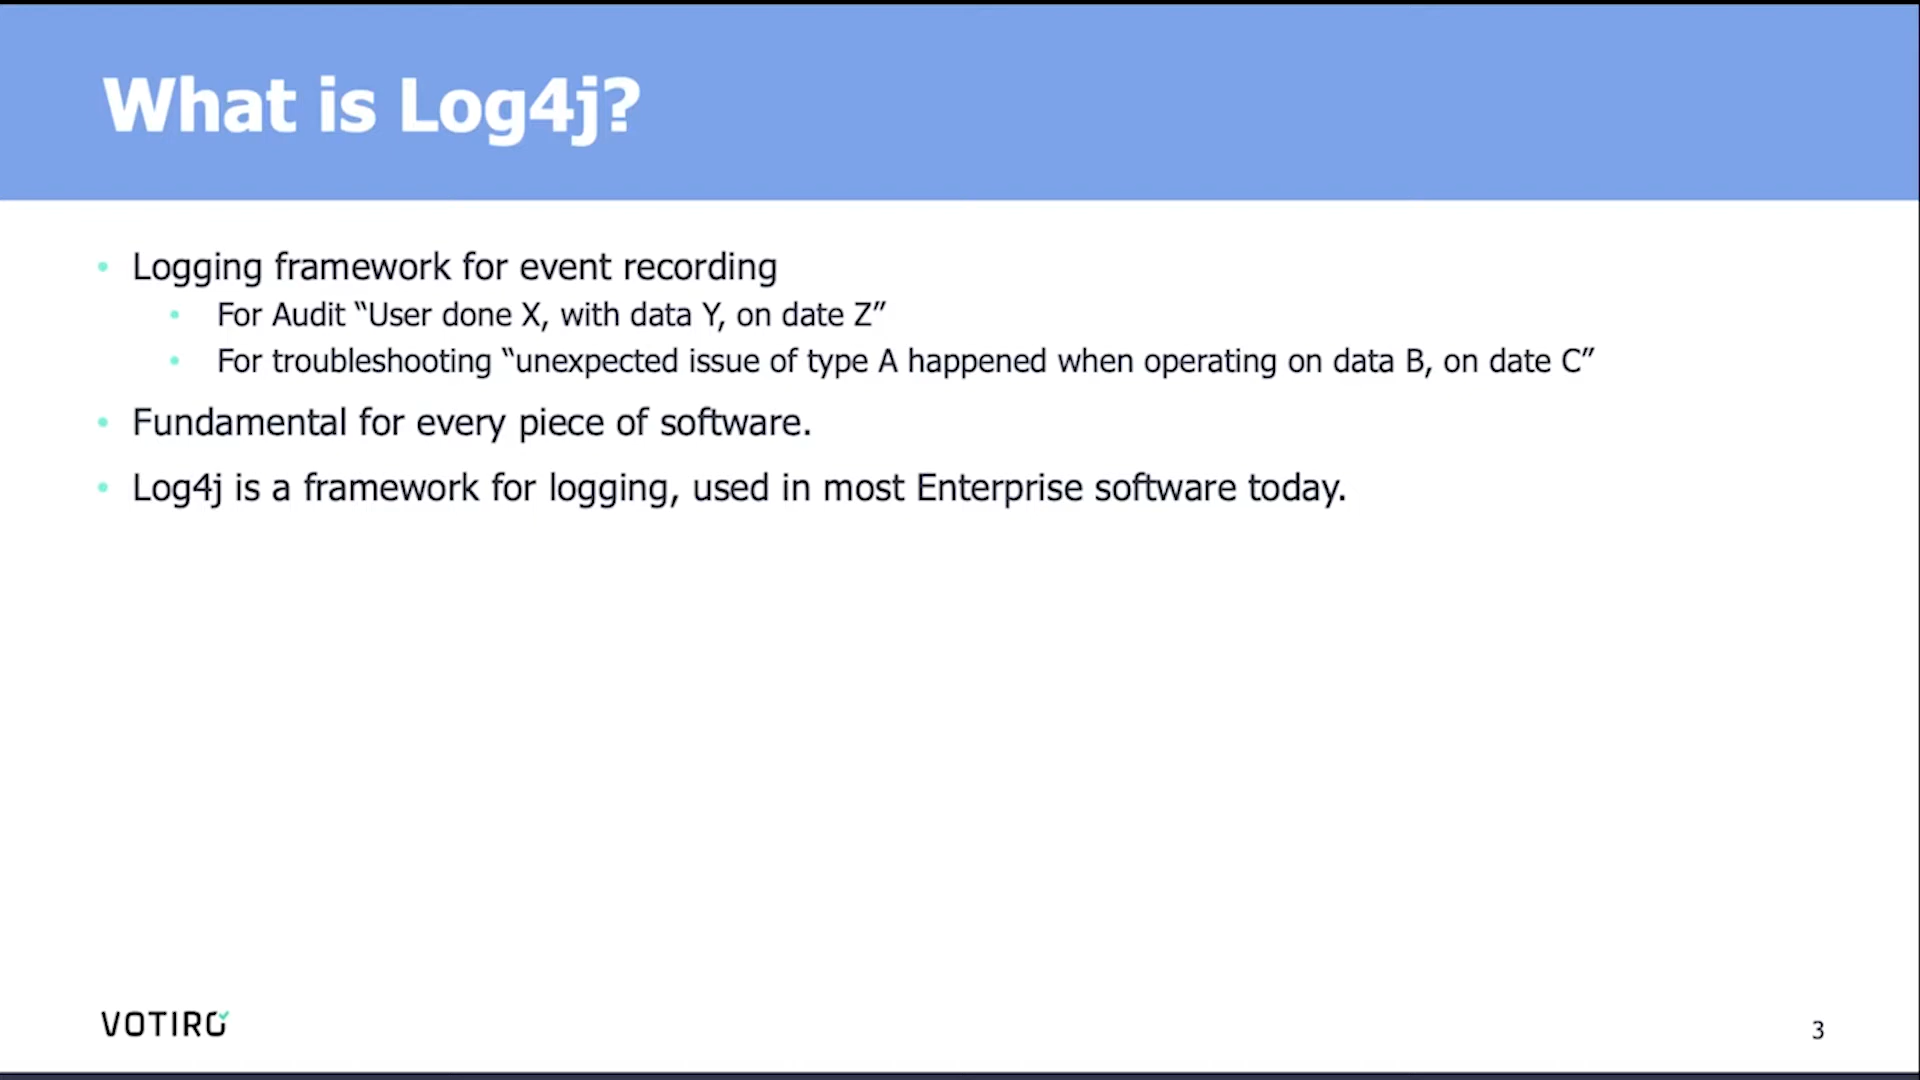 What is Log4j?
• Logging framework for event recording
• For Audit “User done X, with data Y, on date Z”
• For troubleshooting “unexpected issue of type A happened when operating on data B, on date C”
• Fundamental for every piece of software.
• Log4j is a framework for logging, used in most Enterprise software today.
VOTIRO
3